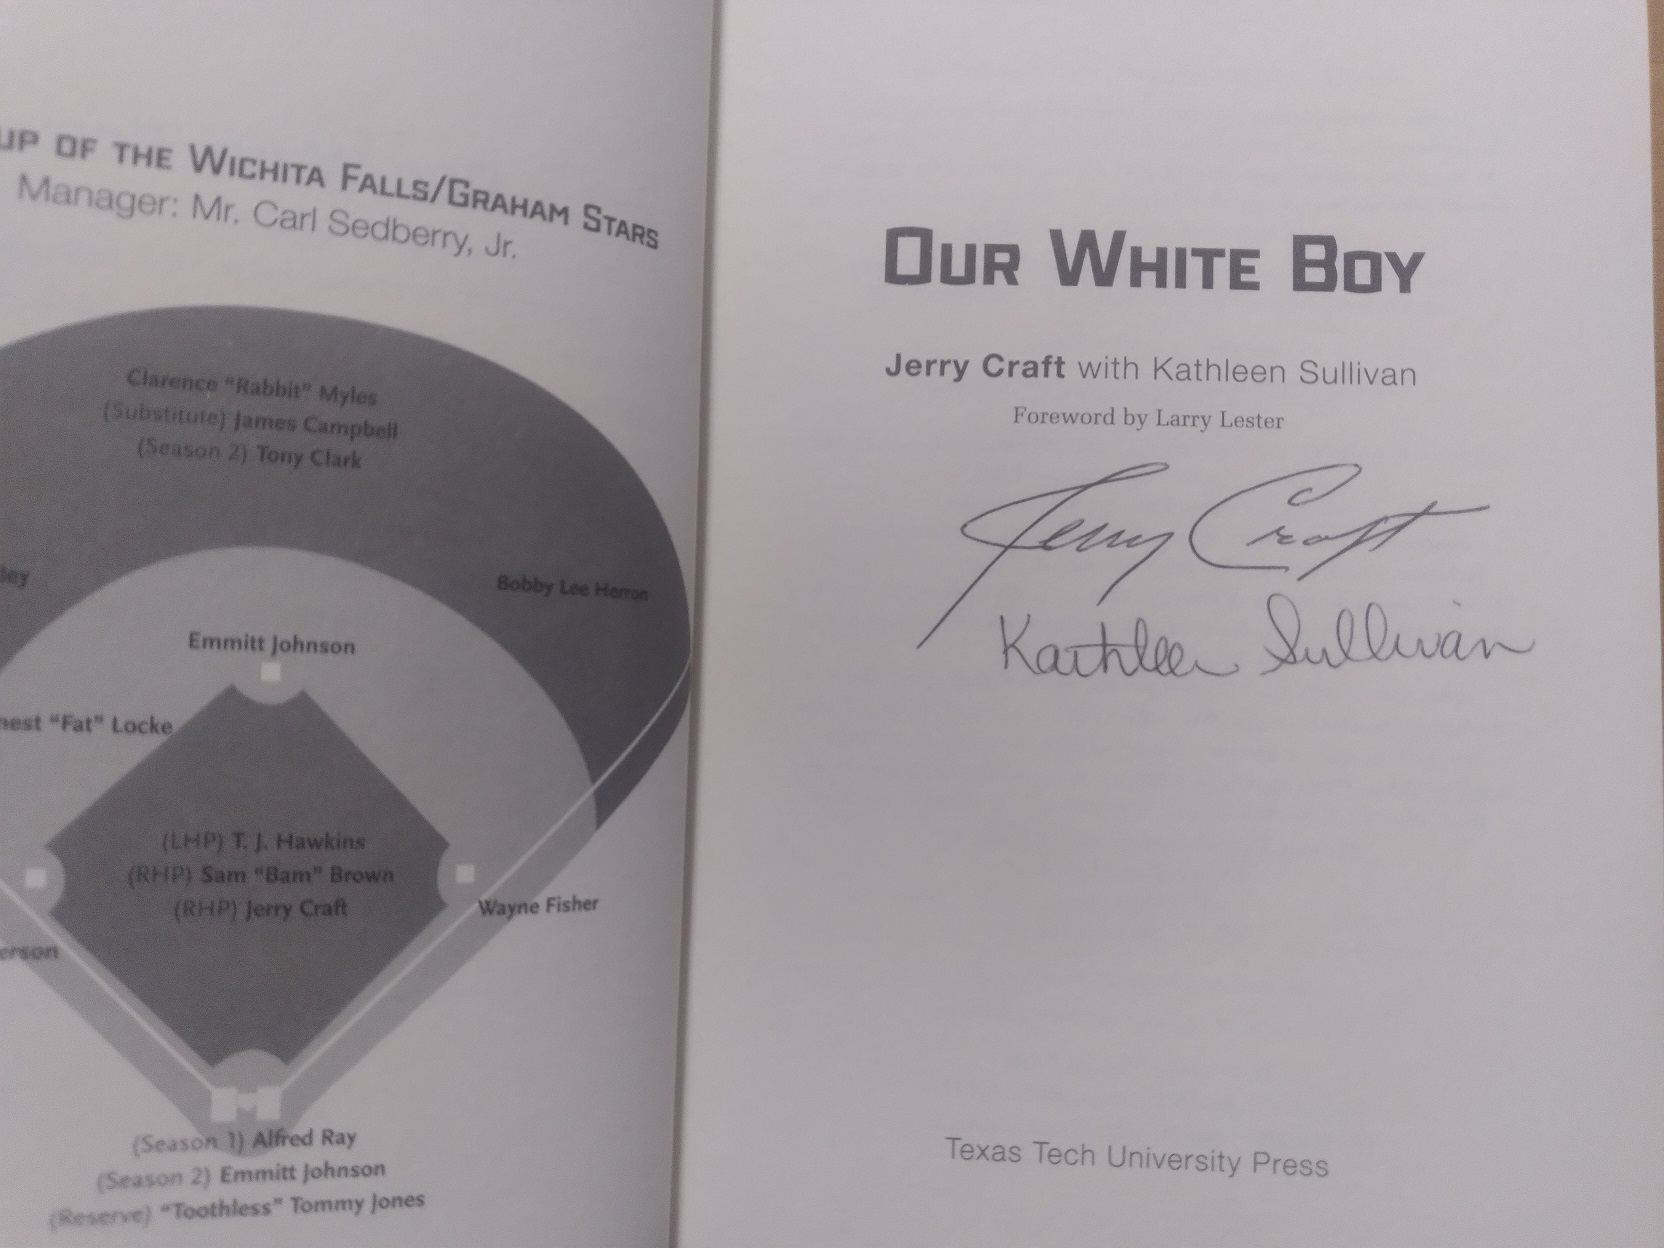 UP OF THE WICHITA FALLS/GRAHAM STARS
Manager: Mr. Carl Sedberry, Jr.
Clarence "Rabbit" Myles
(Substitute) James Campbell
(Season 2) Tony Clark
ley
Bobby Lee Herron
Emmitt Johnson
nest "Fat" Locke
(LHP) T. J. Hawkins
(RHP) Sam "Bam" Brown
(RHP) Jerry Craft
Wayne Fisher
erson
(Season 1) Alfred Ray
(Season 2) Emmitt Johnson
(Reserve) "Toothless" Tommy Jones
OUR WHITE BOY
Jerry Craft with Kathleen Sullivan
Foreword by Larry Lester
Jerry Craft
Kathleen Sullivan
Texas Tech University Press